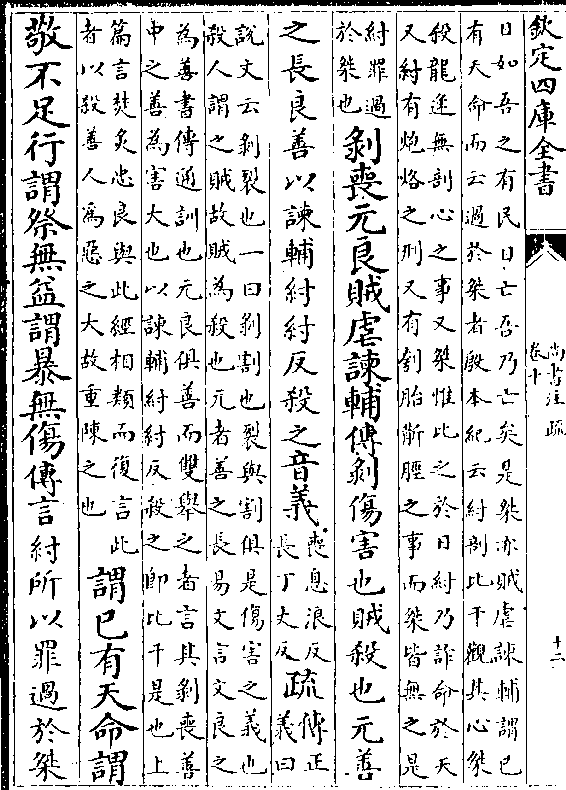 欽定四庫全書
尚書注疏
卷十
十二
日如吾之有民日亡吾乃亡矣是桀亦賊虐諫輔謂已
有天命而云過於桀者殷本紀云紂剖比干觀其心桀
殺龍逄無剖心之事又桀惟比之於日紂乃詐命於天
又紂有炮烙之刑又有刳胎斮脛之事而桀皆無之是
紂罪過
於桀也
剝喪元良賊虐諫輔傳剝傷害也賊殺也元善
之長良善以諫輔紂紂反殺之音義
喪息浪反
長丁丈反
疏
傳正
義曰
說文云剝裂也一曰剝割也裂與割俱是傷害之義也
殺人謂之賊故賊為殺也元者善之長易文言文良之
為善書傳通訓也元良俱善而雙舉之者言其剝喪善
中之善為害大也以諫輔紂紂反殺之即比干是也上
篇言焚炙忠良與此經相類而復言此
者以殺善人爲惡之大故重陳之也
謂已有天命謂
敬不足行謂祭無益謂暴無傷傳言紂所以罪過於桀